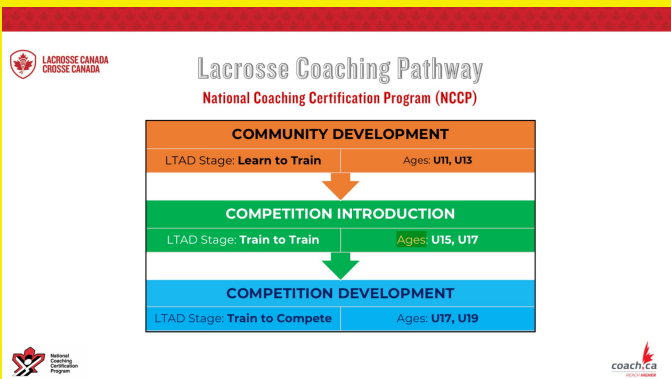 LACROSSE CANADA
CROSSE CANADA
Lacrosse Coaching Pathway
National Coaching Certification Program (NCCP)
COMMUNITY DEVELOPMENT
LTAD Stage: Learn to Train Ages: U11, U13
COMPETITION INTRODUCTION
LTAD Stage: Train to Train Ages: U15, U17
COMPETITION DEVELOPMENT
LTAD Stage: Train to Compete Ages: U17, U19
National
Coaching
Certification
Program
coach.ca
REACH HIGHER